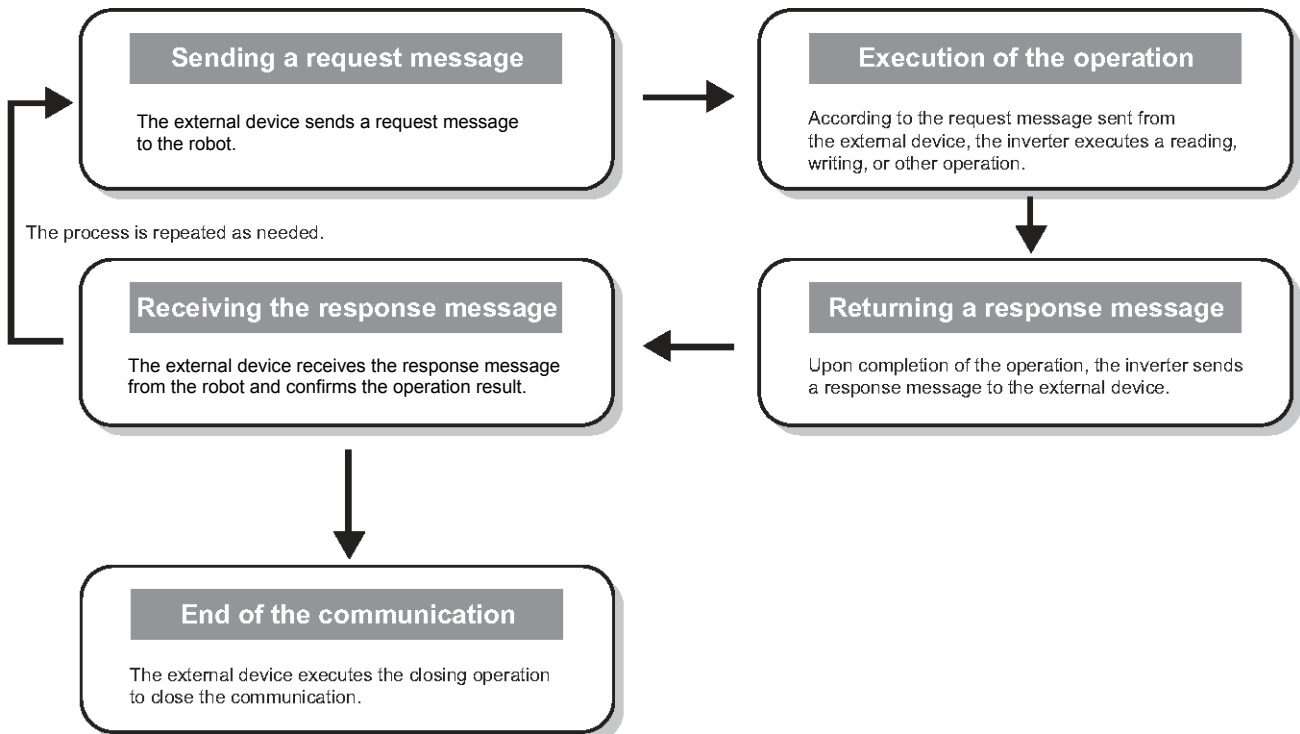 Sending a request message
The external device sends a request message
to the robot.
Execution of the operation
According to the request message sent from
the external device, the inverter executes a reading,
writing, or other operation.
The process is repeated as needed.
Receiving the response message
The external device receives the response message
from the robot and confirms the operation result.
Returning a response message
Upon completion of the operation, the inverter sends
a response message to the external device.
End of the communication
The external device executes the closing operation
to close the communication.